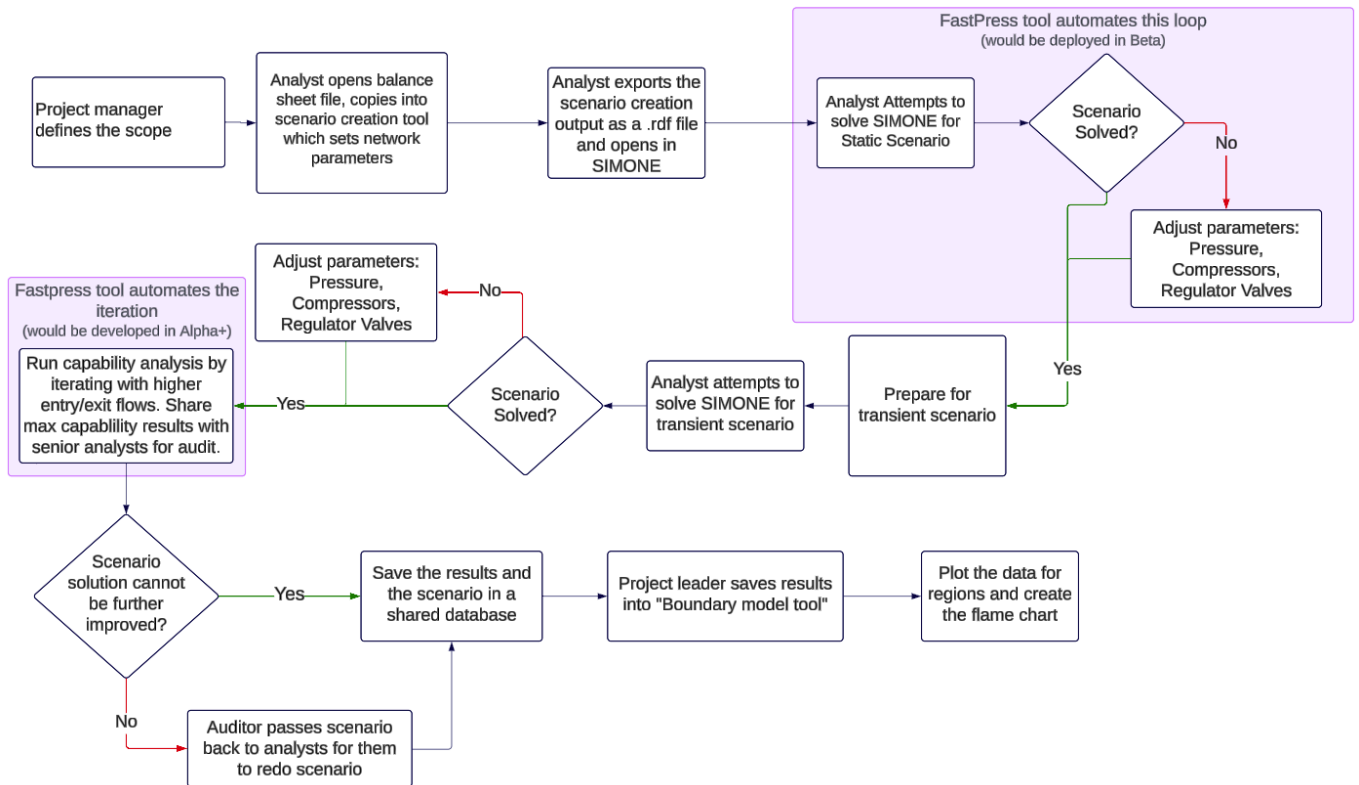 FastPress tool automates this loop
(would be deployed in Beta)
Project manager
defines the scope
Analyst opens balance
sheet file, copies into
scenario creation tool
which sets network
parameters
Analyst exports the
scenario creation
output as a .rdf file
and opens in
SIMONE
Analyst Attempts to
solve SIMONE for
Static Scenario
Scenario
Solved?
No
Adjust parameters:
Pressure,
Compressors,
Regulator Valves
Yes
Prepare for
transient scenario
Analyst attempts to
solve SIMONE for
transient scenario
Scenario
Solved?
No
Adjust parameters:
Pressure,
Compressors,
Regulator Valves
Yes
Fastpress tool automates the
iteration
(would be developed in Alpha+)
Run capability analysis by
iterating with higher
entry/exit flows. Share
max capablility results with
senior analysts for audit.
Scenario
solution cannot
be further
improved?
Yes
No
Auditor passes scenario
back to analysts for them
to redo scenario
Save the results and
the scenario in a
shared database
Project leader saves results
into "Boundary model tool"
Plot the data for
regions and create
the flame chart